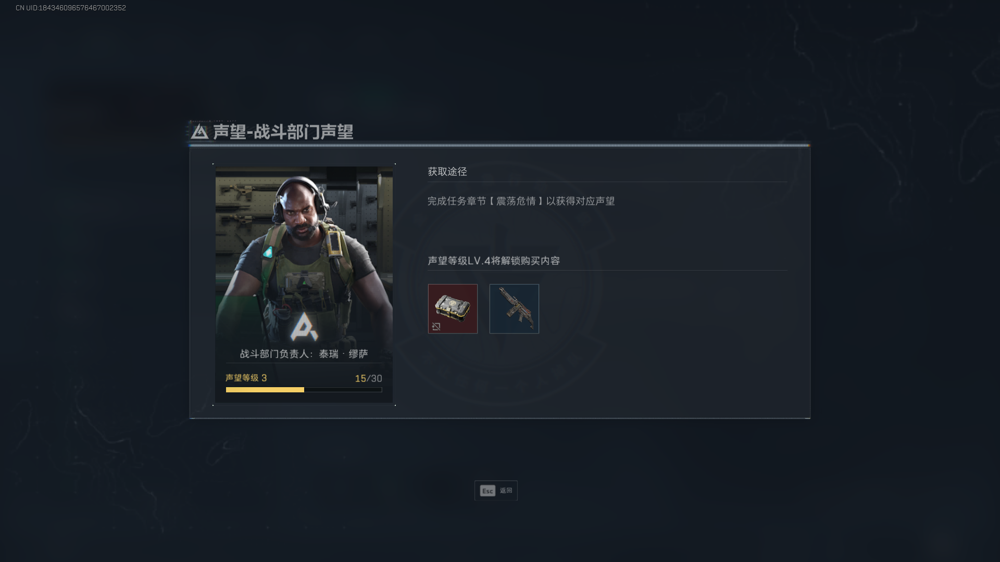 CN UID:184346096576467002352
声望-战斗部门声望
获取途径
完成任务章节【震荡危情】以获得对应声望
声望等级LV.4将解锁购买内容
战斗部门负责人：泰瑞·缪萨
声望等级 3
15/30
Esc 返回